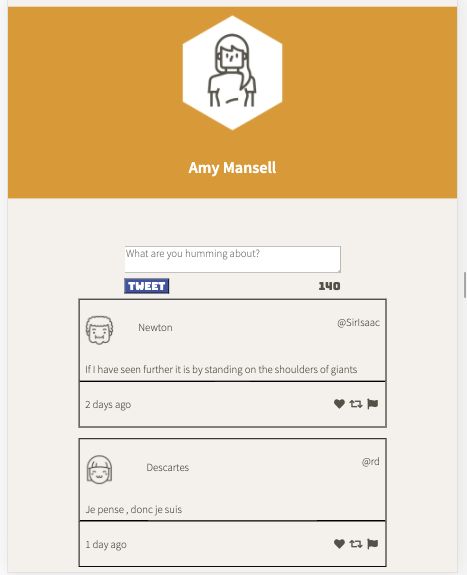 Amy Mansell
What are you humming about?
TWEET
140
Newton
@SirIsaac
If I have seen further it is by standing on the shoulders of giants
2 days ago
Descartes
@rd
Je pense , donc je suis
1 day ago